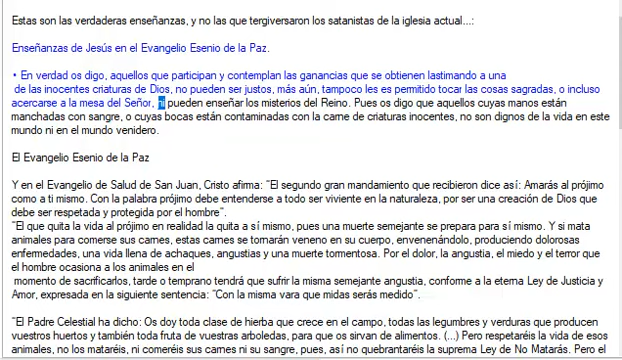 Estas son las verdaderas enseñanzas, y no las que tergiversaron los satanistas de la iglesia actual...:
Enseñanzas de Jesús en el Evangelio Esenio de la Paz.
• En verdad os digo, aquellos que participan y contemplan las ganancias que se obtienen lastimando a una
de las inocentes criaturas de Dios, no pueden ser justos, más aún, tampoco les es permitido tocar las cosas sagradas, o incluso
acercarse a la mesa del Señor, ni pueden enseñar los misterios del Reino. Pues os digo que aquellos cuyas manos están
manchadas con sangre, o cuyas bocas están contaminadas con la carne de criaturas inocentes, no son dignos de la vida en este
mundo ni en el mundo venidero.
El Evangelio Esenio de la Paz
Y en el Evangelio de Salud de San Juan, Cristo afirma: "El segundo gran mandamiento que recibieron dice así: Amarás al prójimo
como a ti mismo. Con la palabra prójimo debe entenderse a todo ser viviente en la naturaleza, por ser una creación de Dios que
debe ser respetada y protegida por el hombre".
"El que quita la vida al prójimo en realidad la quita a sí mismo, pues una muerte semejante se prepara para sí mismo. Y si mata
animales para comerse sus carnes, estas carnes se tornarán veneno en su cuerpo, envenenándolo, produciendo dolorosas
enfermedades, una vida llena de achaques, angustias y una muerte tormentosa. Por el dolor, la angustia, el miedo y el terror que
el hombre ocasiona a los animales en el
momento de sacrificarlos, tarde o temprano tendrá que sufrir la misma semejante angustia, conforme a la eterna Ley de Justicia y
Amor, expresada en la siguiente sentencia: "Con la misma vara que midas serás medido".
"El Padre Celestial ha dicho: Os doy toda clase de hierba que crece en el campo, todas las legumbres y verduras que producen
vuestros huertos y también toda fruta de vuestras arboledas, para que os sirvan de alimentos. (...) Pero respetaréis la vida de esos
animales, no los mataréis, ni comeréis sus carnes ni su sangre, pues, así no quebrantaréis la suprema Ley de No Matarás. Pero el